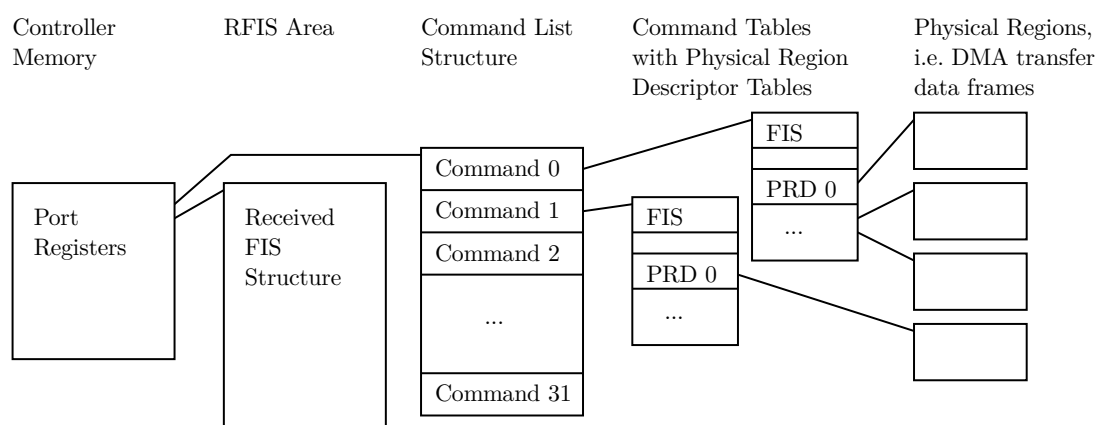 Controller
Memory
RFIS Area
Command List
Structure
Command Tables
with Physical Region
Descriptor Tables
Physical Regions,
i.e. DMA transfer
data frames
Port
Registers
Received
FIS
Structure
Command 0
Command 1
Command 2
...
Command 31
FIS
PRD 0
...
FIS
PRD 0
...